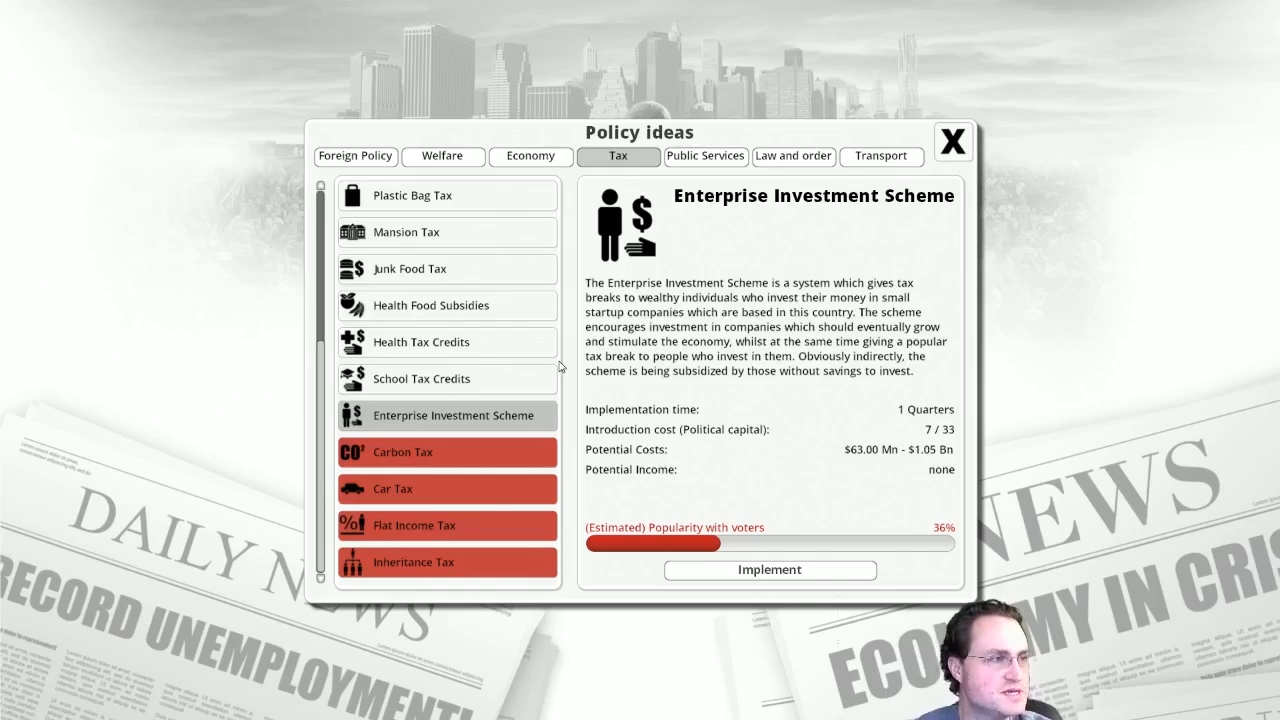 Policy ideas
X
Foreign Policy
Welfare
Economy
Tax
Public Services
Law and order
Transport
Plastic Bag Tax
Mansion Tax
Junk Food Tax
Health Food Subsidies
Health Tax Credits
School Tax Credits
Enterprise Investment Scheme
CO² Carbon Tax
Car Tax
Flat Income Tax
Inheritance Tax
Enterprise Investment Scheme
The Enterprise Investment Scheme is a system which gives tax
breaks to wealthy individuals who invest their money in small
startup companies which are based in this country. The scheme
encourages investment in companies which should eventually grow
and stimulate the economy, whilst at the same time giving a popular
tax break to people who invest in them. Obviously indirectly, the
scheme is being subsidized by those without savings to invest.
Implementation time: 1 Quarters
Introduction cost (Political capital): 7 / 33
Potential Costs: $63.00 Mn - $1.05 Bn
Potential Income: none
(Estimated) Popularity with voters 36%
Implement
DAILY NEWS
RECORD UNEMPLOYMENT!
NEWS
ECONOMY IN CRIS